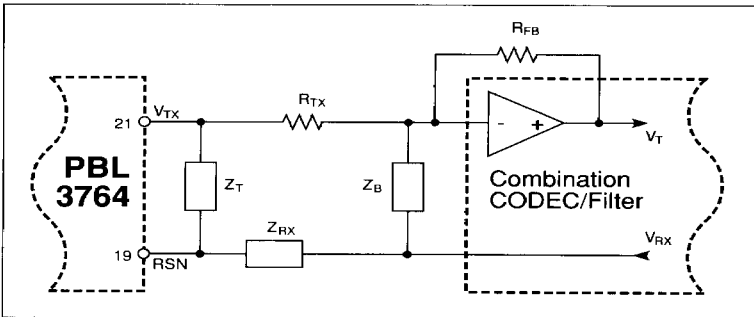 R_FB
21
V_TX
R_TX
- +
V_T
PBL
3764
Z_T
Z_B
Combination
CODEC/Filter
Z_RX
19
RSN
V_RX